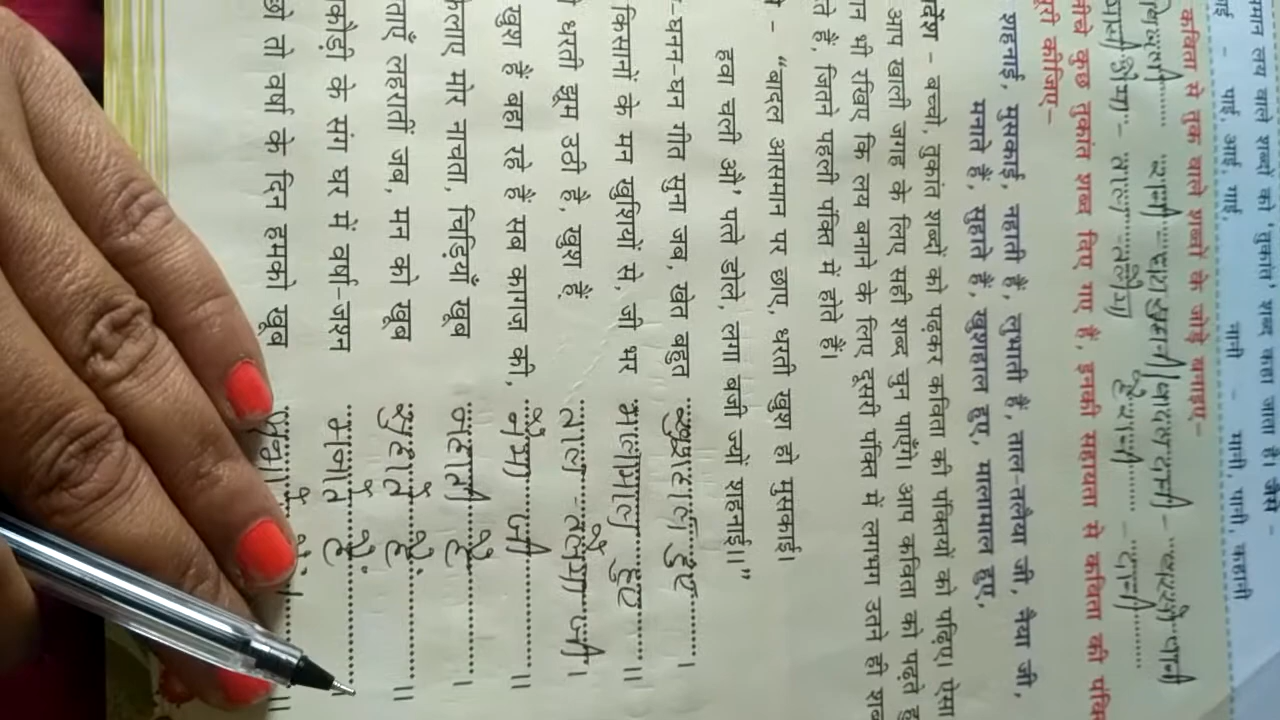 समान लय वाले शब्दों को 'तुकांत' शब्द कहा जाता है। जैसे -
आई - पाई, आई, गाई, नानी - मानी, पानी, कहानी
कविता से तुक वाले शब्दों के जोड़े बनाइए-
नीचे कुछ तुकांत शब्द दिए गए हैं, इनकी सहायता से कविता की
पूरी कीजिए-
शहनाई, मुसकाई, नहाती है, लुभाती है, ताल-तलैया जी, नैया जी,
मनाते हैं, सुहाते हैं, खुशहाल हुए, मालामाल हुए,
- बच्चो, तुकांत शब्दों को पढ़कर कविता की पंक्तियों को पढ़िए। ऐसा
आप खाली जगह के लिए सही शब्द चुन पाएँगे। आप कविता को पढ़ते
भी रखिए कि लय बनाने के लिए दूसरी पंक्ति में लगभग उतने ही
हैं, जितने पहली पंक्ति में होते हैं।
- "बादल आसमान पर छाए, धरती खुश हो मुसकाई।
हवा चली औ' पत्ते डोले, लगा बजी ज्यों शहनाई।।"
-घनन-घन गीत सुना जब, खेत बहुत खुशहाल हुए।
किसानों के मन खुशियों से, जी भर मालामाल हुए ॥
धरती झूम उठी है, खुश हैं ताल-तलैया जी।
खुश हैं बहा रहे हैं सब कागज की, नैया जी ॥
फैलाए मोर नाचता, चिड़ियाँ खूब नहाती है।
लहरातीं जब, मन को खूब सुहाते हैं ॥
पकौड़ी के संग घर में वर्षा-जश्न मनाते हैं
तो वर्षा के दिन हमको खूब